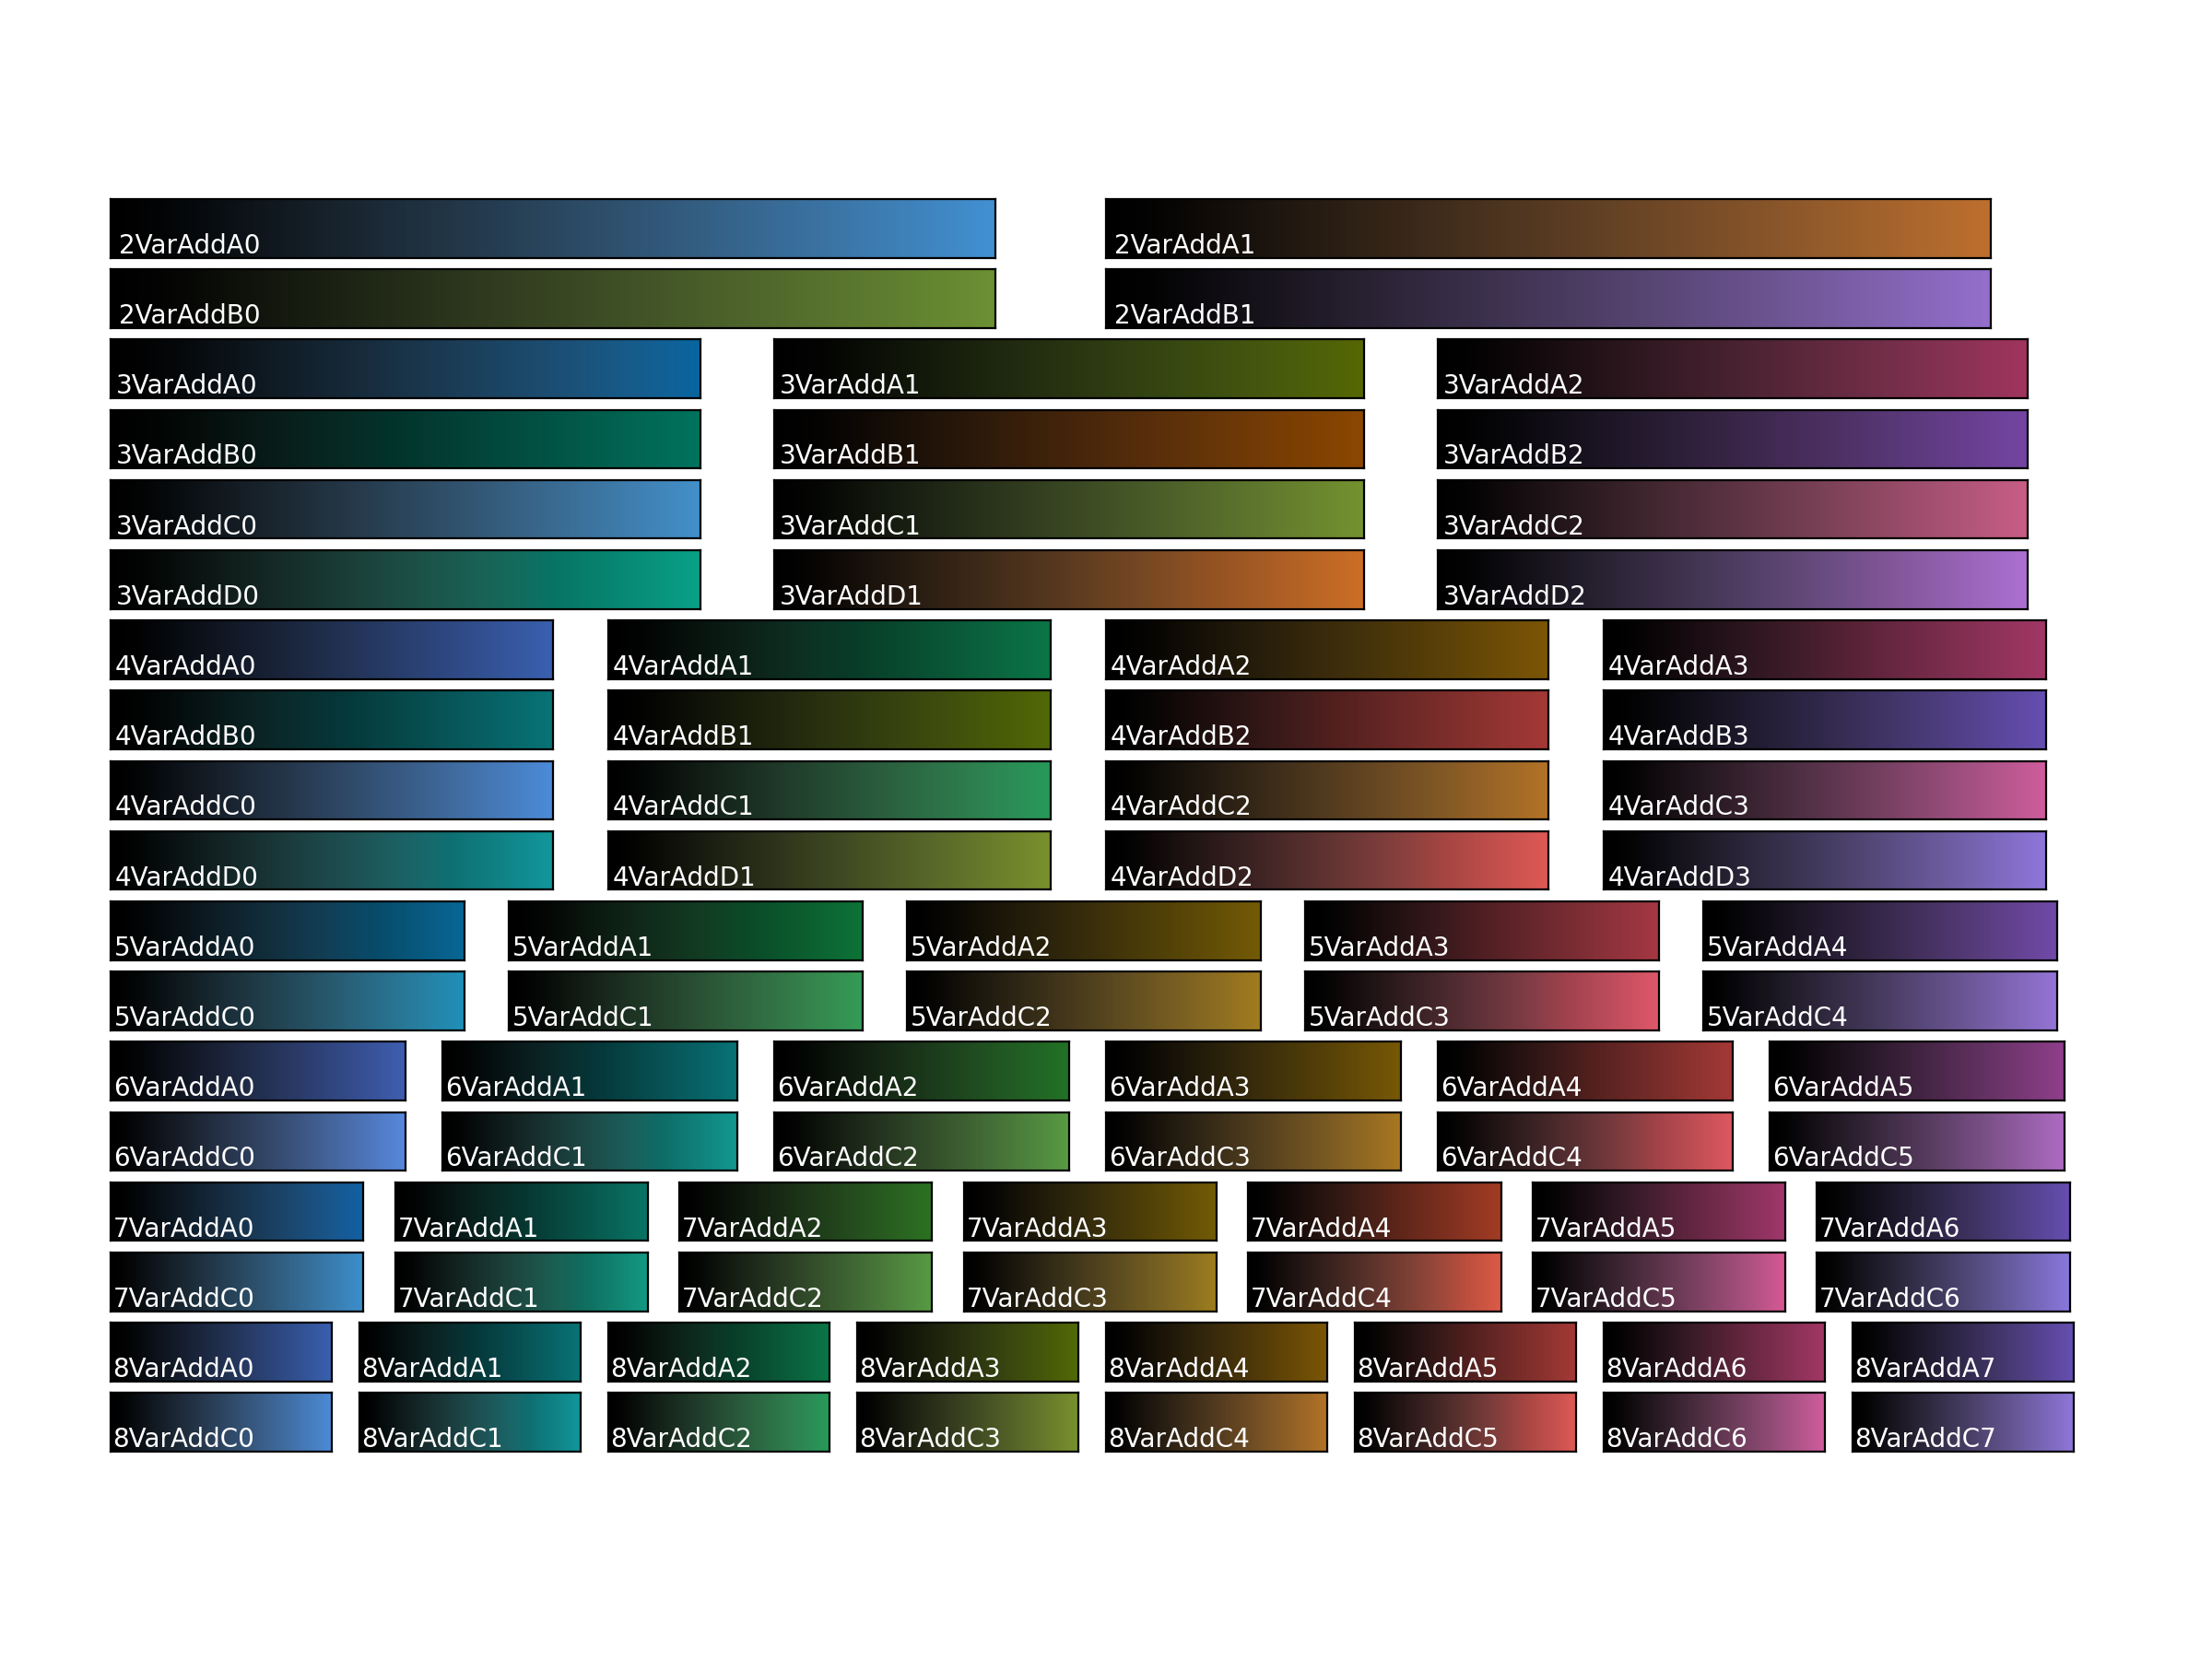 2VarAddA0 2VarAddA1
2VarAddB0 2VarAddB1
3VarAddA0 3VarAddA1 3VarAddA2
3VarAddB0 3VarAddB1 3VarAddB2
3VarAddC0 3VarAddC1 3VarAddC2
3VarAddD0 3VarAddD1 3VarAddD2
4VarAddA0 4VarAddA1 4VarAddA2 4VarAddA3
4VarAddB0 4VarAddB1 4VarAddB2 4VarAddB3
4VarAddC0 4VarAddC1 4VarAddC2 4VarAddC3
4VarAddD0 4VarAddD1 4VarAddD2 4VarAddD3
5VarAddA0 5VarAddA1 5VarAddA2 5VarAddA3 5VarAddA4
5VarAddC0 5VarAddC1 5VarAddC2 5VarAddC3 5VarAddC4
6VarAddA0 6VarAddA1 6VarAddA2 6VarAddA3 6VarAddA4 6VarAddA5
6VarAddC0 6VarAddC1 6VarAddC2 6VarAddC3 6VarAddC4 6VarAddC5
7VarAddA0 7VarAddA1 7VarAddA2 7VarAddA3 7VarAddA4 7VarAddA5 7VarAddA6
7VarAddC0 7VarAddC1 7VarAddC2 7VarAddC3 7VarAddC4 7VarAddC5 7VarAddC6
8VarAddA0 8VarAddA1 8VarAddA2 8VarAddA3 8VarAddA4 8VarAddA5 8VarAddA6 8VarAddA7
8VarAddC0 8VarAddC1 8VarAddC2 8VarAddC3 8VarAddC4 8VarAddC5 8VarAddC6 8VarAddC7